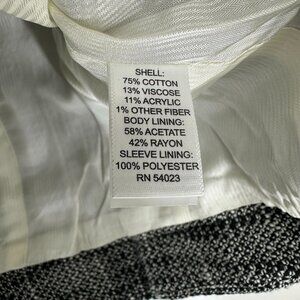 SHELL:
75% COTTON
13% VISCOSE
11% ACRYLIC
1% OTHER FIBER
BODY LINING:
58% ACETATE
42% RAYON
SLEEVE LINING:
100% POLYESTER
RN 54023